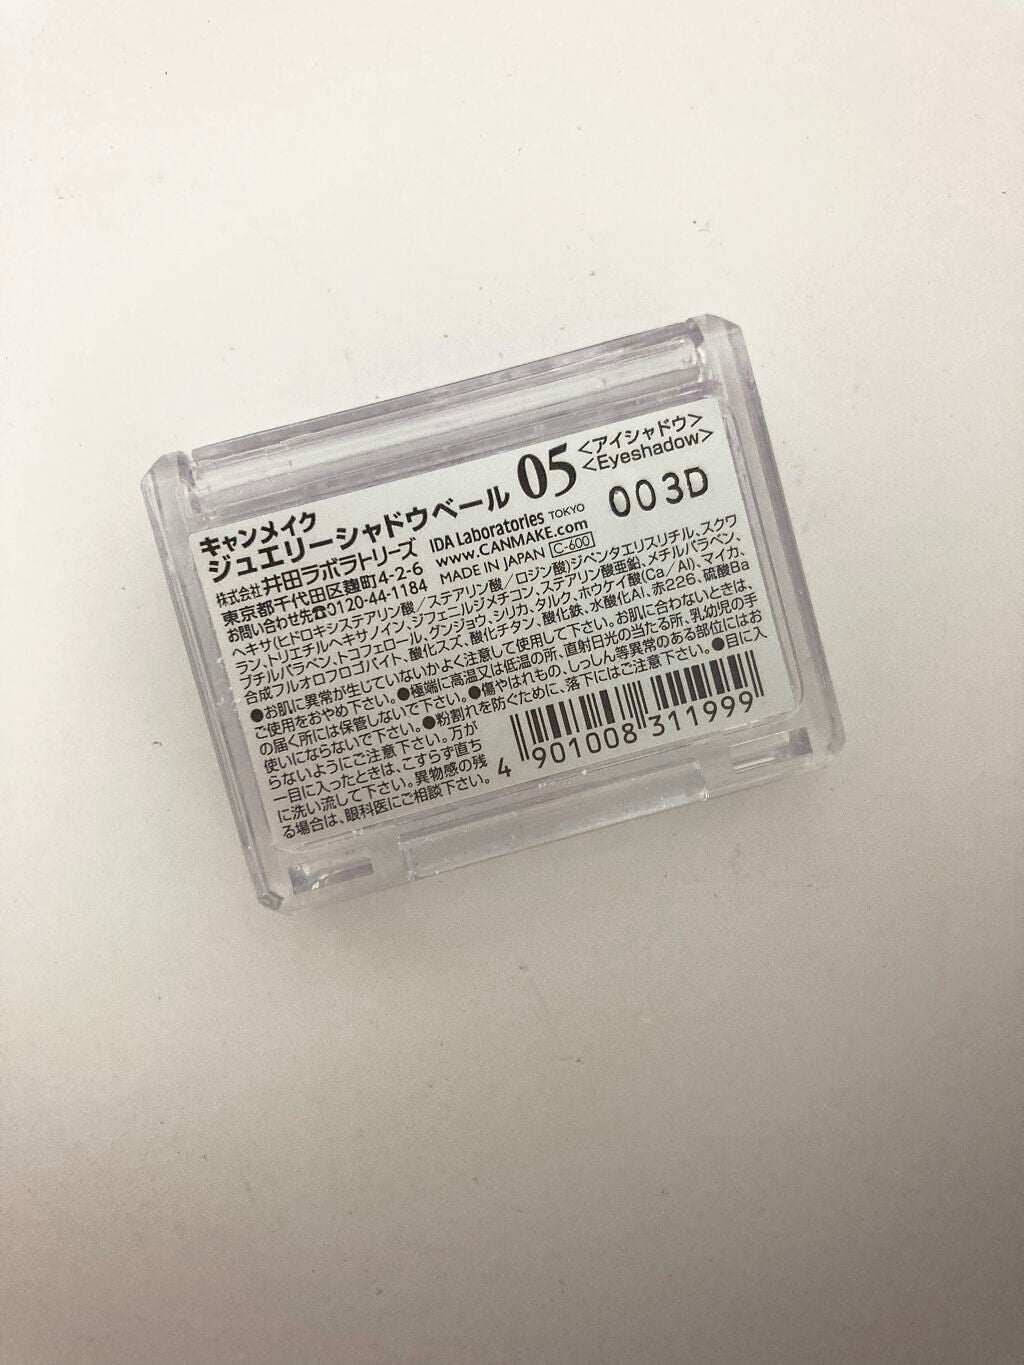 キャンメイク
ジュエリーシャドウベール 05 <アイシャドウ>
<Eyeshadow>
003D
株式会社 井田ラボラトリーズ
東京都千代田区麹町4-2-6
お問い合わせ先☎0120-44-1184
IDA Laboratories TOKYO
www.CANMAKE.com
MADE IN JAPAN C-600
ヘキサ(ヒドロキシステアリン酸/ステアリン酸/ロジン酸)ジペンタエリスリチル、スクワ
ラン、トリエチルヘキサノイン、ジフェニルジメチコン、ステアリン酸亜鉛、メチルパラベン、
ブチルパラベン、トコフェロール、グンジョウ、シリカ、タルク、ホウケイ酸(Ca/Al)、マイカ、
合成フルオロフロゴパイト、酸化スズ、酸化チタン、酸化鉄、水酸化Al、赤226、硫酸Ba
●お肌に異常が生じていないかよく注意して使用して下さい。お肌に合わないときは、
ご使用をおやめ下さい。●極端に高温又は低温の所、直射日光の当たる所、乳幼児の手
の届く所には保管しないで下さい。●傷やはれもの、しっしん等異常のある部位にはお
使いにならないで下さい。●粉割れを防ぐために、落下にはご注意下さい。●目に入
らないようにご注意下さい。万が
一目に入ったときは、こすらず直ち
に洗い流して下さい。異物感の残
る場合は、眼科医にご相談下さい。
4 901008 311999